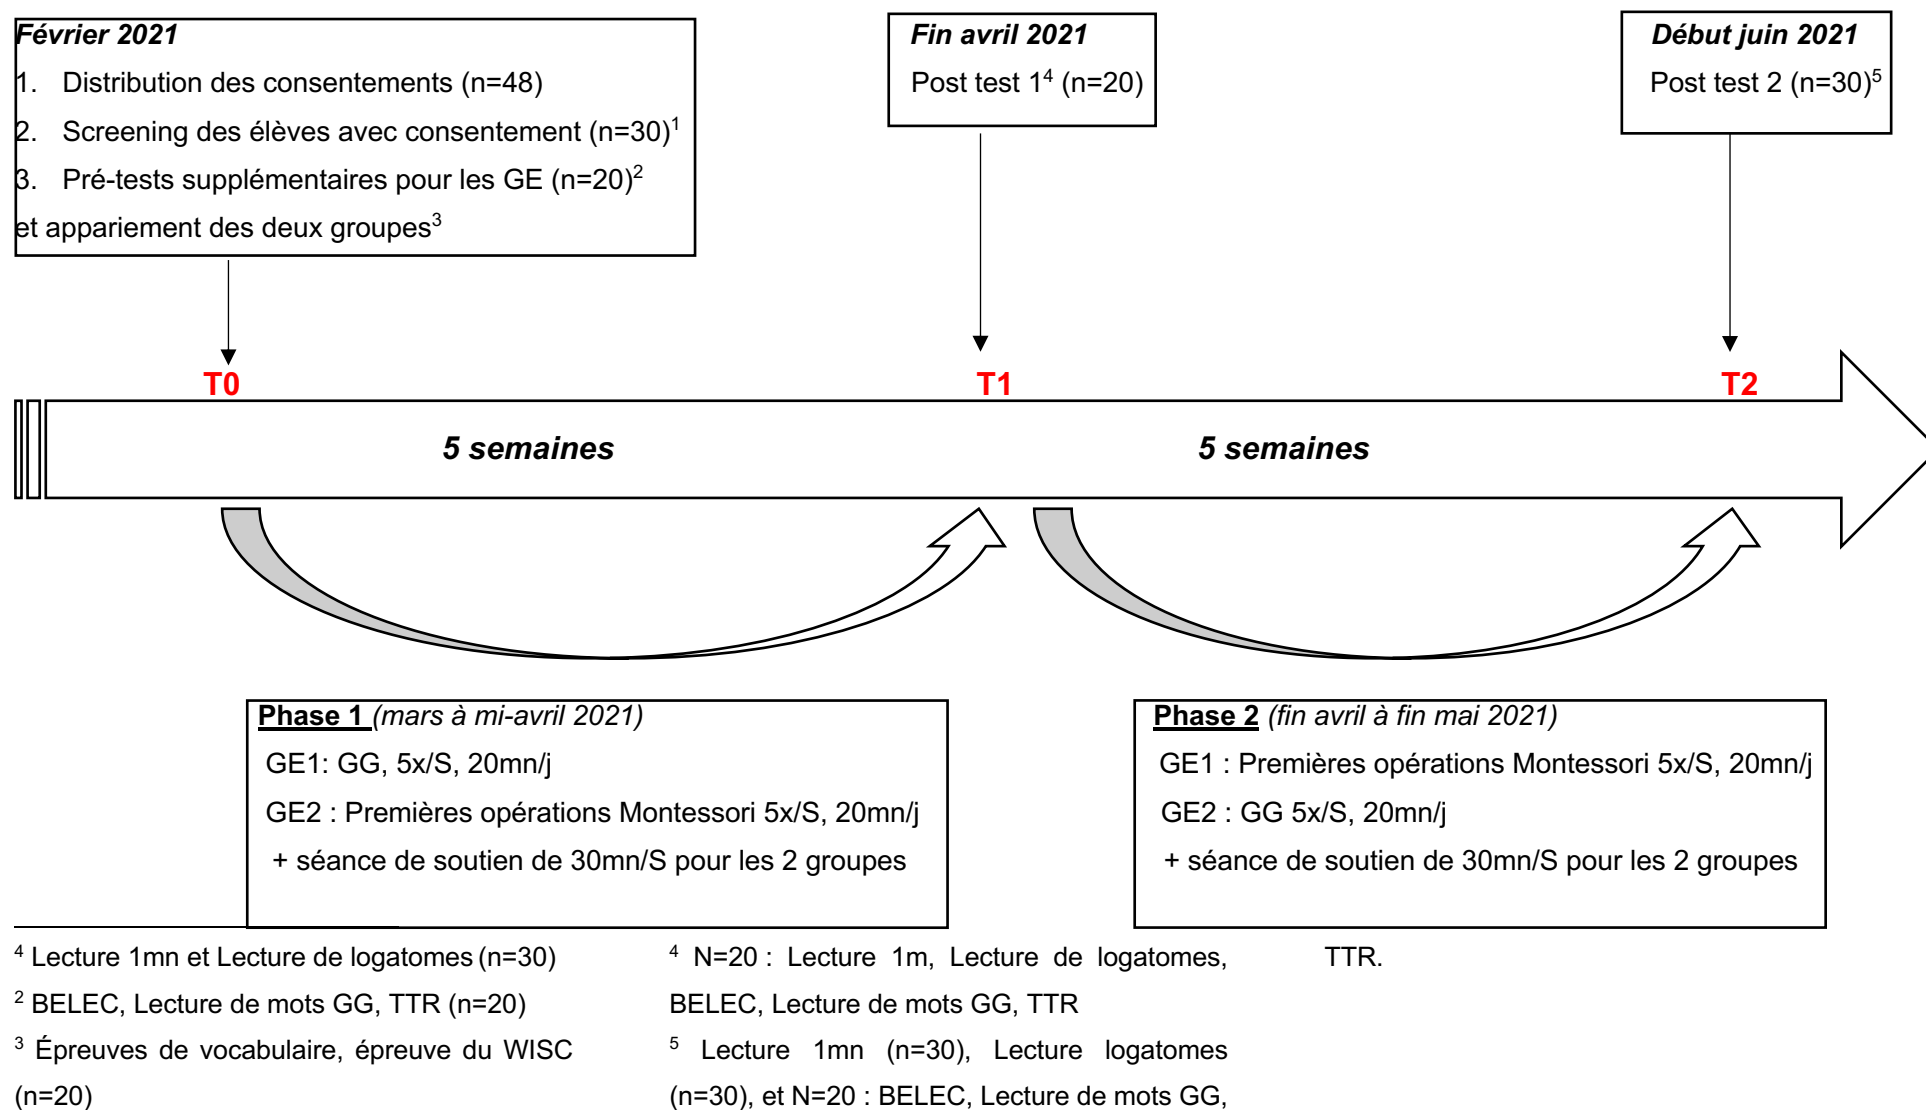 Février 2021
1. Distribution des consentements (n=48)
2. Screening des élèves avec consentement (n=30)1
3. Pré-tests supplémentaires pour les GE (n=20)2
et appariement des deux groupes3
Fin avril 2021
Post test 14 (n=20)
Début juin 2021
Post test 2 (n=30)5
T0
T1
T2
5 semaines
5 semaines
Phase 1 (mars à mi-avril 2021)
GE1: GG, 5x/S, 20mn/j
GE2 : Premières opérations Montessori 5x/S, 20mn/j
+ séance de soutien de 30mn/S pour les 2 groupes
Phase 2 (fin avril à fin mai 2021)
GE1 : Premières opérations Montessori 5x/S, 20mn/j
GE2 : GG 5x/S, 20mn/j
+ séance de soutien de 30mn/S pour les 2 groupes
4 Lecture 1mn et Lecture de logatomes (n=30)
2 BELEC, Lecture de mots GG, TTR (n=20)
3 Épreuves de vocabulaire, épreuve du WISC
(n=20)
4 N=20 : Lecture 1m, Lecture de logatomes,
BELEC, Lecture de mots GG, TTR
5 Lecture 1mn (n=30), Lecture logatomes
(n=30), et N=20 : BELEC, Lecture de mots GG,
TTR.